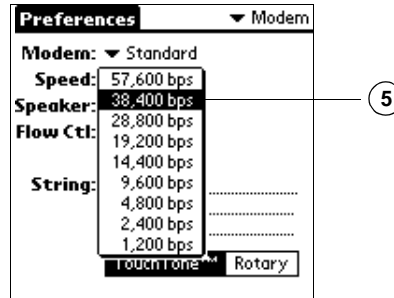 Preferences ▼ Modem
Modem: ▼ Standard
Speed: 57,600 bps
Speaker: 38,400 bps 5
Flow Ctl: 28,800 bps
19,200 bps
14,400 bps
String: 9,600 bps
4,800 bps
2,400 bps
1,200 bps
TouchTone™ Rotary